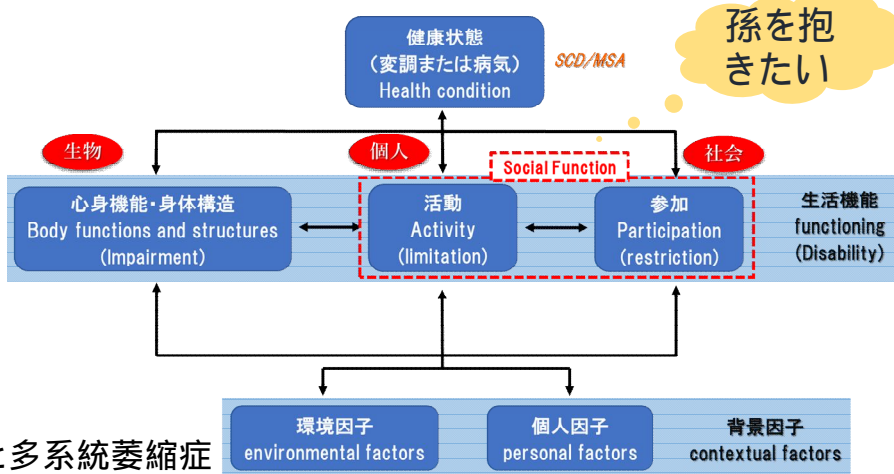 孫を抱
きたい
健康状態
(変調または病気)
Health condition
SCD/MSA
生物
個人
社会
Social Function
心身機能・身体構造
Body functions and structures
(Impairment)
活動
Activity
(limitation)
参加
Participation
(restriction)
生活機能
functioning
(Disability)
環境因子
environmental factors
個人因子
personal factors
背景因子
contextual factors
と多系統萎縮症